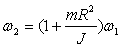 ω₂ = (1 + mR²/J)ω₁